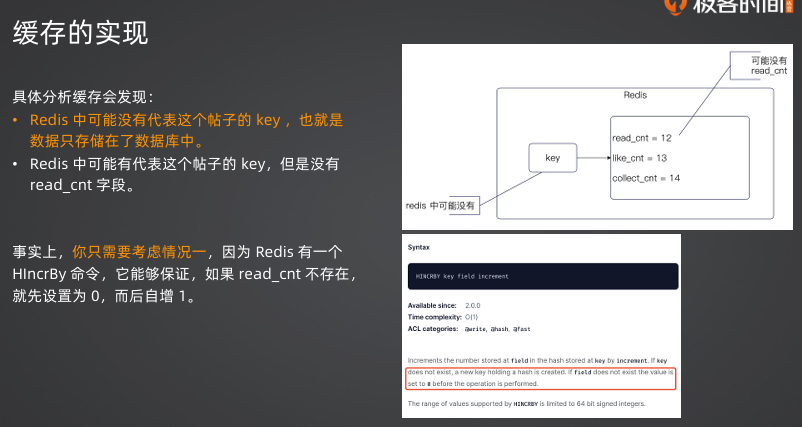 极客时间
缓存的实现
具体分析缓存会发现：
• Redis 中可能没有代表这个帖子的 key ，也就是
数据只存储在了数据库中。
• Redis 中可能有代表这个帖子的 key，但是没有
read_cnt 字段。
事实上，你只需要考虑情况一，因为 Redis 有一个
HIncrBy 命令，它能够保证，如果 read_cnt 不存在，
就先设置为 0，而后自增 1。
可能没有
read_cnt
Redis
read_cnt = 12
key
like_cnt = 13
collect_cnt = 14
redis 中可能没有
Syntax
HINCRBY key field increment
Available since: 2.0.0
Time complexity: O(1)
ACL categories: @write, @hash, @fast
Increments the number stored at field in the hash stored at key by increment. If key
does not exist, a new key holding a hash is created. If field does not exist the value is
set to 0 before the operation is performed.
The range of values supported by HINCRBY is limited to 64 bit signed integers.